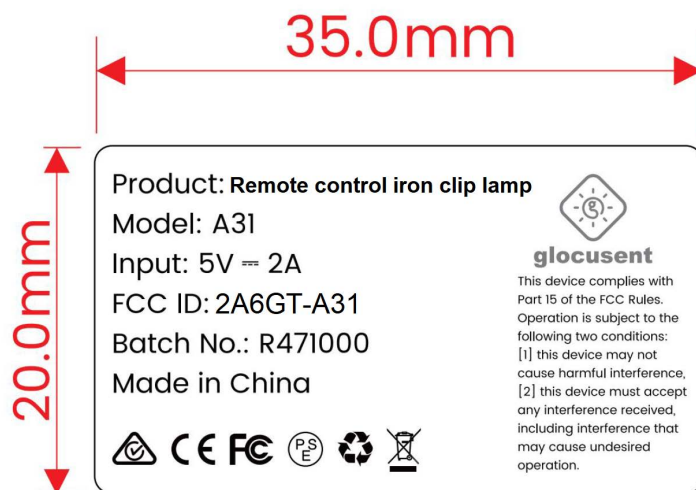 35.0mm
20.0mm
Product: Remote control iron clip lamp
Model: A31
Input: 5V ⎓ 2A
FCC ID: 2A6GT-A31
Batch No.: R471000
Made in China
CE FC PSE
glocusent
This device complies with
Part 15 of the FCC Rules.
Operation is subject to the
following two conditions:
[1] this device may not
cause harmful interference,
[2] this device must accept
any interference received,
including interference that
may cause undesired
operation.